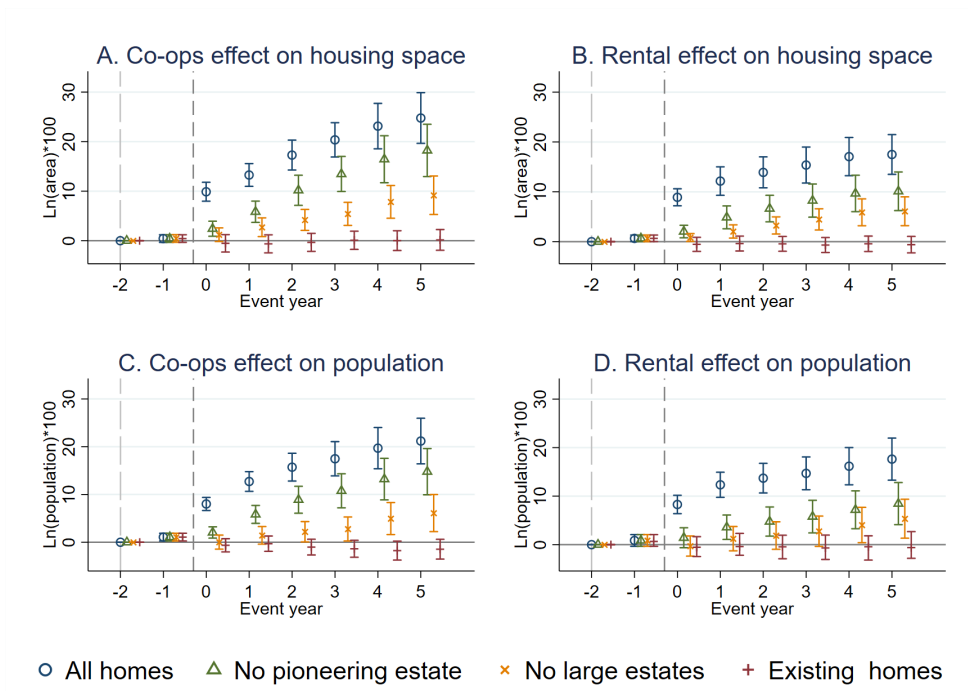 A. Co-ops effect on housing space
Ln(area)*100
30
20
10
0
-2 -1 0 1 2 3 4 5
Event year
B. Rental effect on housing space
Ln(area)*100
30
20
10
0
-2 -1 0 1 2 3 4 5
Event year
C. Co-ops effect on population
Ln(population)*100
30
20
10
0
-2 -1 0 1 2 3 4 5
Event year
D. Rental effect on population
Ln(population)*100
30
20
10
0
-2 -1 0 1 2 3 4 5
Event year
All homes No pioneering estate No large estates Existing homes